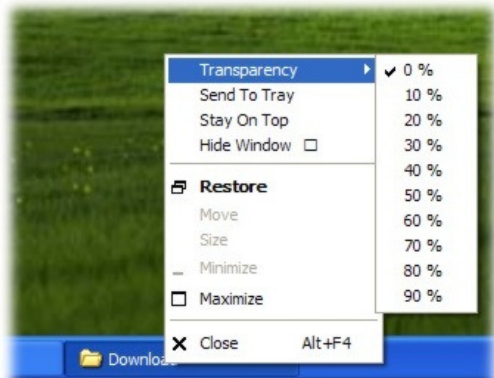 Transparency
Send To Tray
Stay On Top
Hide Window
Restore
Move
Size
Minimize
Maximize
Close Alt+F4
0 %
10 %
20 %
30 %
40 %
50 %
60 %
70 %
80 %
90 %
Download